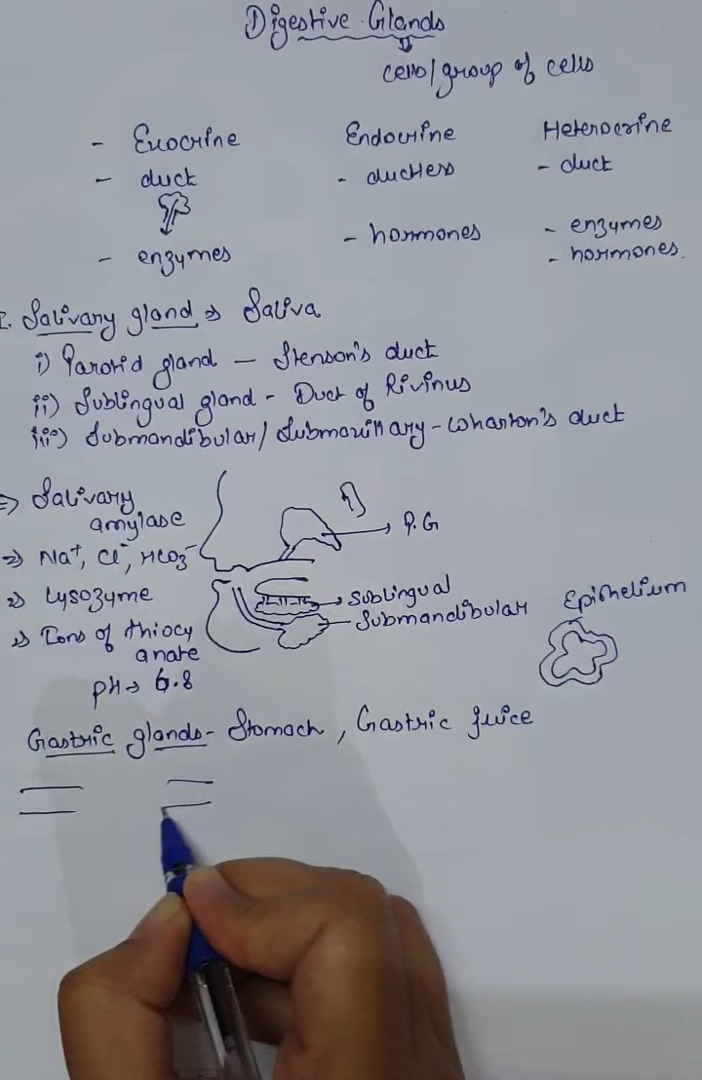 Digestive Glands
cells/group of cells
- Exocrine
- duct
- enzymes
Endocrine
- ductless
- hormones
Heterocrine
- duct
- enzymes
- hormones.
I. Salivary gland → Saliva
i) Parotid gland — Stenson's duct
ii) Sublingual gland - Duct of Rivinus
iii) Submandibular/Submaxillary - Wharton's duct
⇒ Salivary
amylase
⇒ Na⁺, Cl⁻, HCO₃⁻
⇒ Lysozyme
⇒ Ions of thiocy
anate
pH → 6.8
P.G
Sublingual
Submandibular
Epithelium
Gastric glands - Stomach, Gastric juice